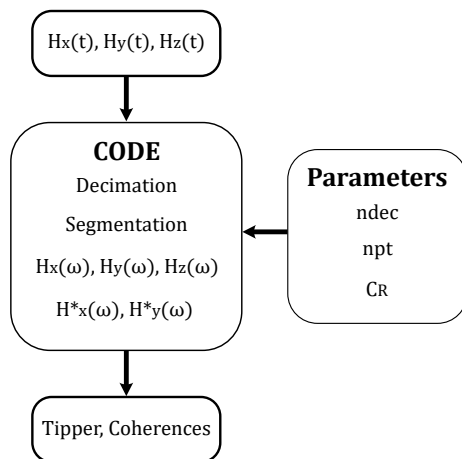 Hx(t), Hy(t), Hz(t)
CODE
Decimation
Segmentation
Hx(ω), Hy(ω), Hz(ω)
H*x(ω), H*y(ω)
Parameters
ndec
npt
CR
Tipper, Coherences